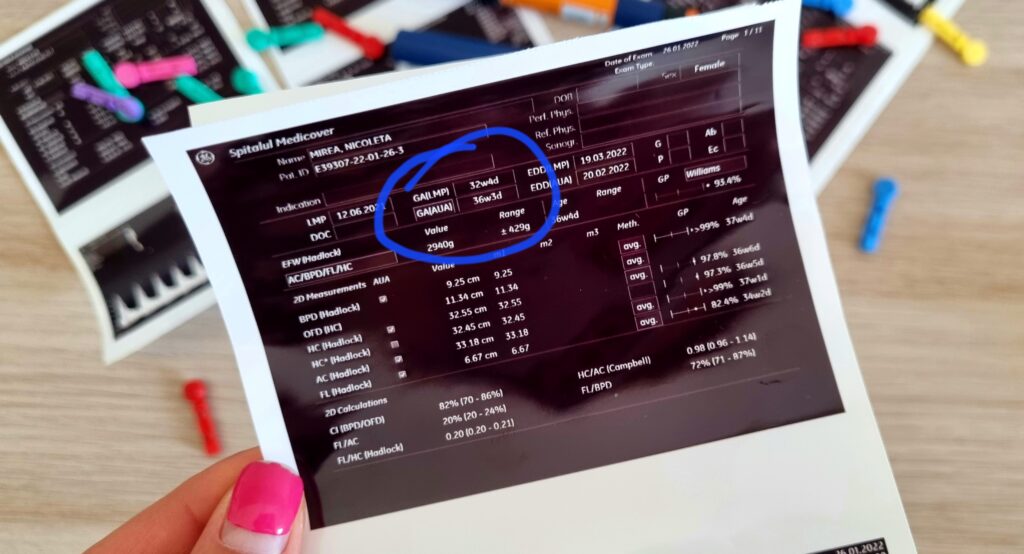 Page 1 / 11
Date of Exam 26.01.2022
Exam Type
Sex Female
Spitalul Medicover
DOB
Name MIREA, NICOLETA
Perf. Phys.
Pat. ID E39307-22-01-26-3
Ref. Phys.
Sonogr.
Indication
GA(LMP) 32w4d EDD(LMP) 19.03.2022 G Ab
LMP 12.06 GA(AUA) 36w3d EDD(AUA) 20.02.2022 P Ec
DOC
Value Range Age Range GP Williams
EFW (Hadlock) 2940g ± 429g 36w4d 93.4%
AC/BPD/FL/HC
2D Measurements AUA Value m1 m2 m3 Meth. GP Age
BPD (Hadlock) 9.25 cm 9.25 avg. >99% 37w4d
OFD (HC) 11.34 cm 11.34 avg.
HC (Hadlock) 32.55 cm 32.55 avg. 97.8% 36w6d
HC* (Hadlock) 32.45 cm 32.45 97.3% 36w5d
AC (Hadlock) 33.18 cm 33.18 avg. >99% 37w1d
FL (Hadlock) 6.67 cm 6.67 avg. 82.4% 34w2d
2D Calculations
CI (BPD/OFD) 82% (70 - 86%) HC/AC (Campbell) 0.98 (0.96 - 1.14)
FL/AC 20% (20 - 24%) FL/BPD 72% (71 - 87%)
FL/HC (Hadlock) 0.20 (0.20 - 0.21)
26.01.2022